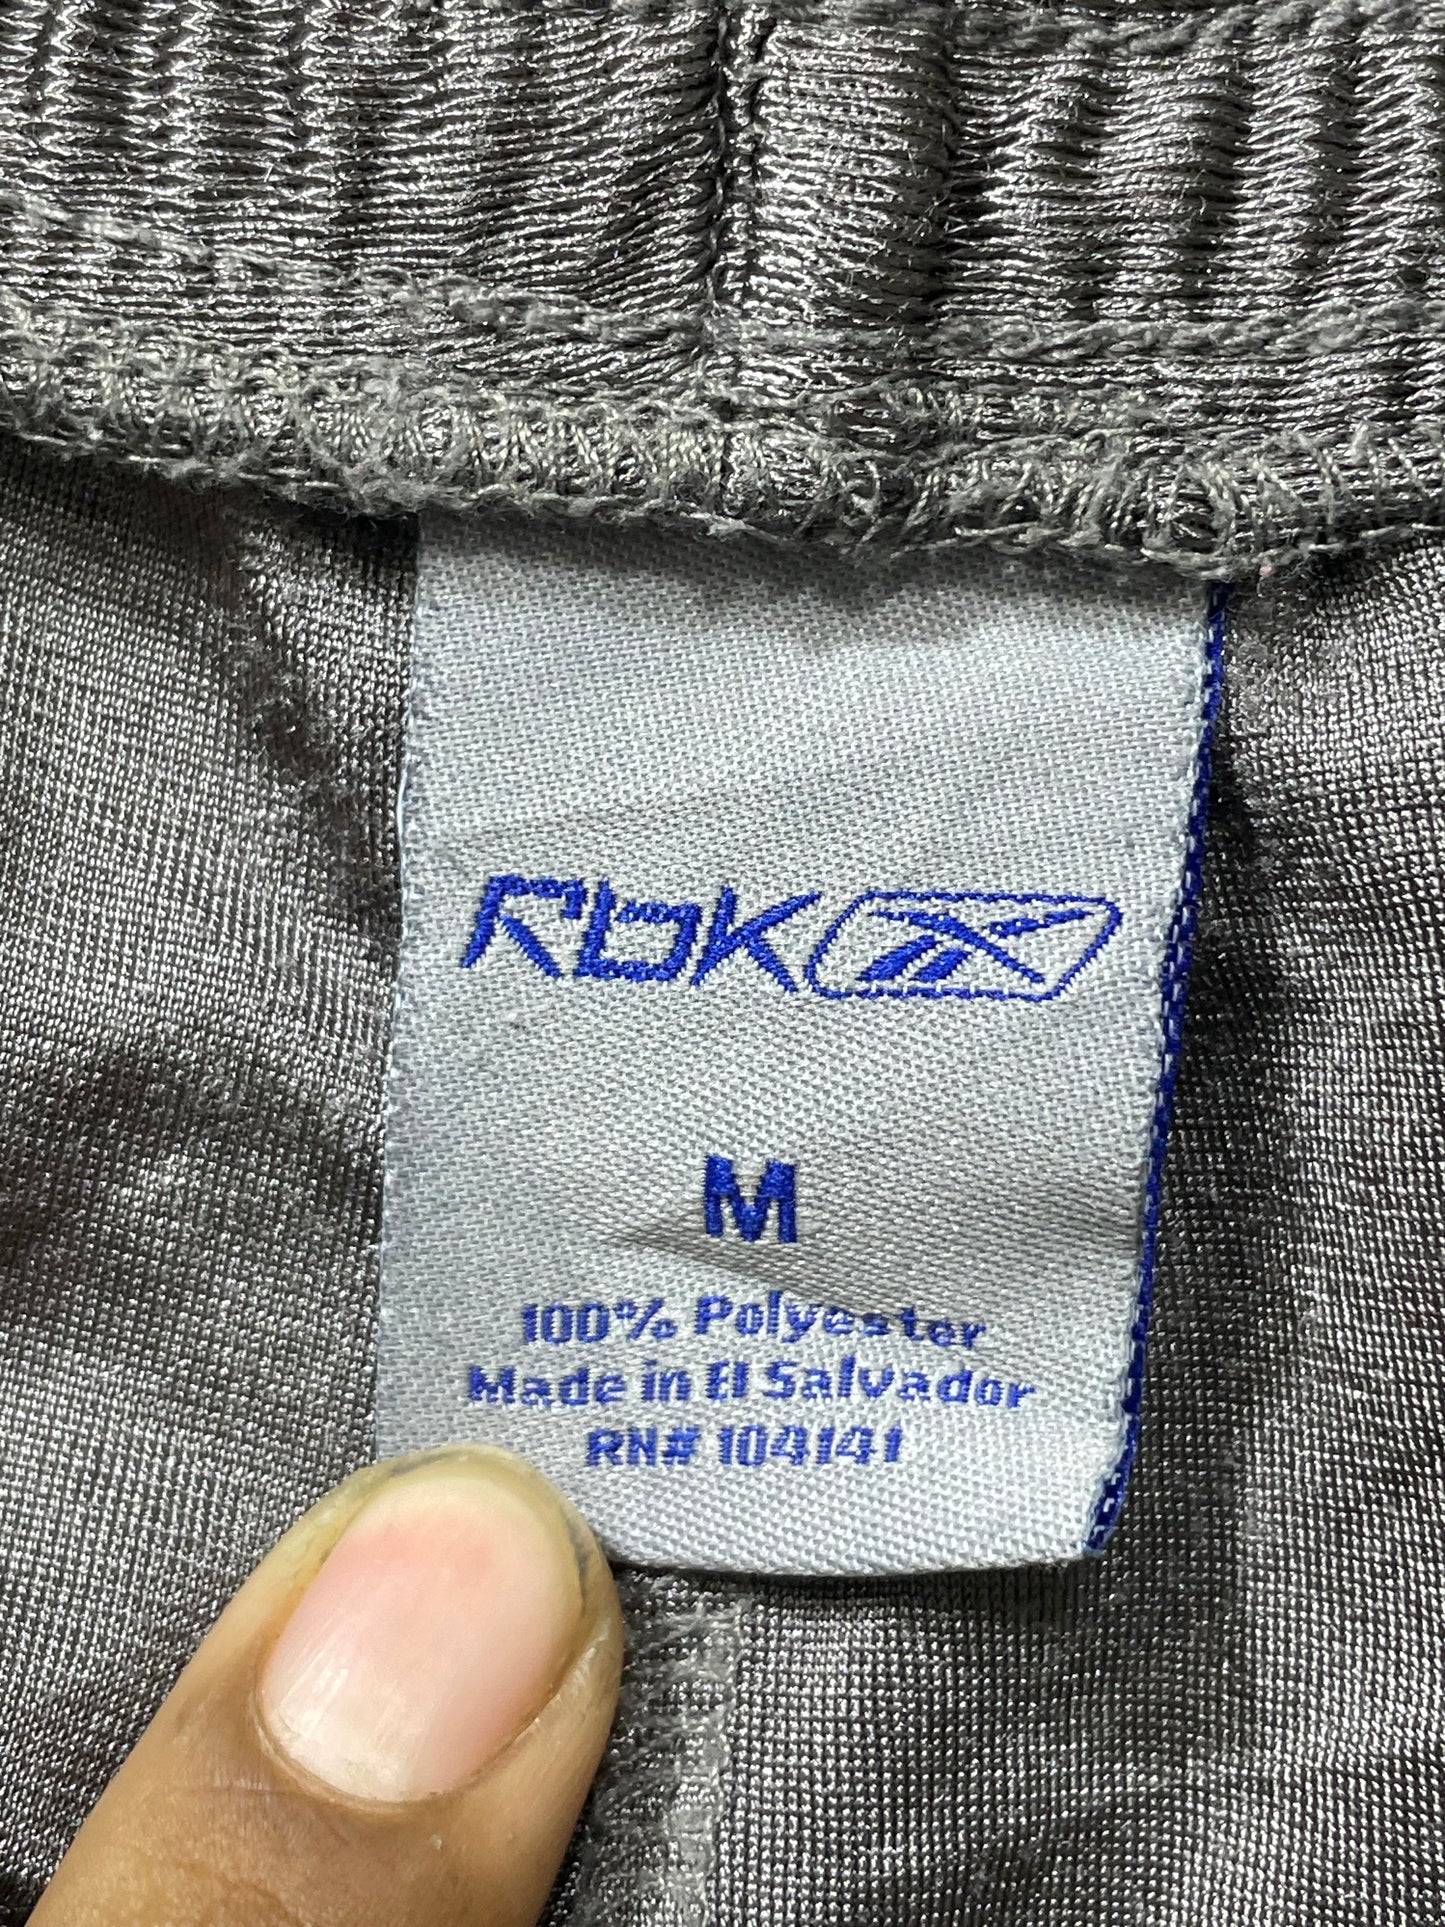 Rbk
M
100% Polyester
Made in El Salvador
RN# 104141